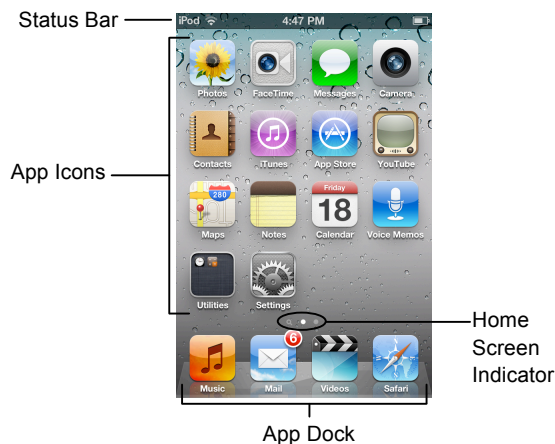 Status Bar
iPod 4:47 PM
Photos FaceTime Messages Camera
Contacts iTunes App Store YouTube
App Icons
280
Friday
18
Maps Notes Calendar Voice Memos
Utilities Settings
6
Home
Screen
Indicator
Music Mail Videos Safari
App Dock